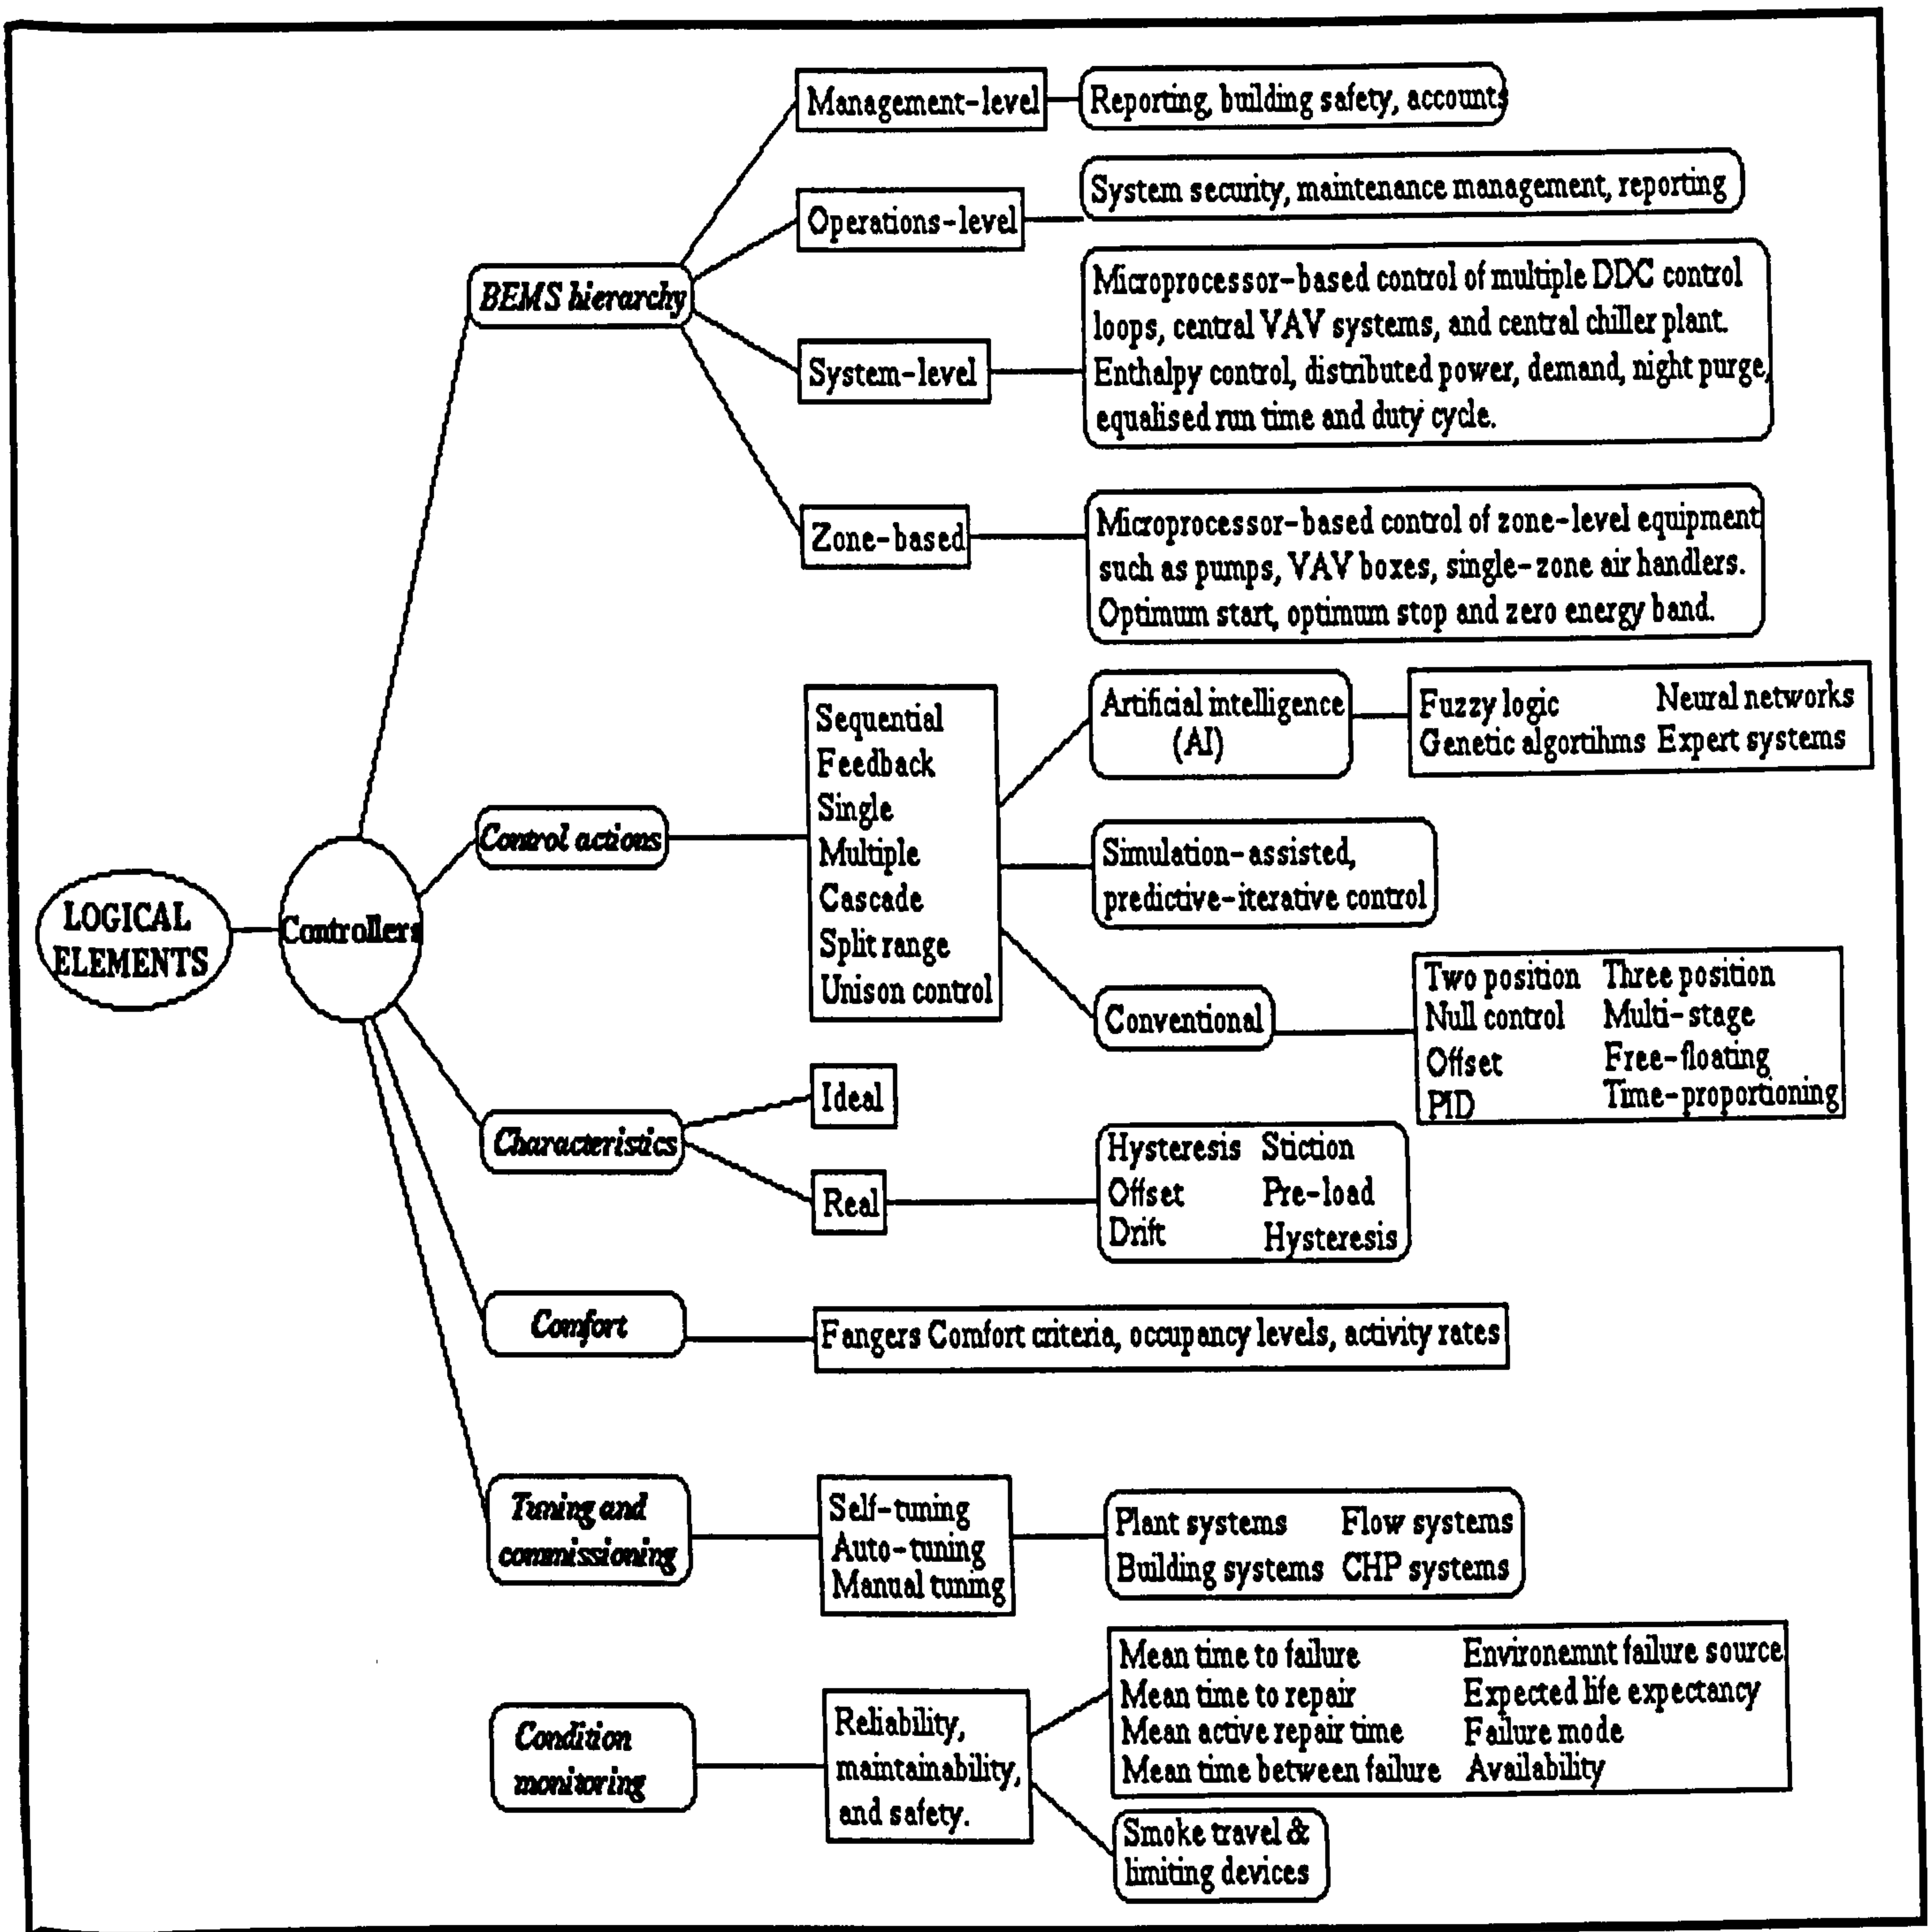 Management-level
Reporting, building safety, accounts
Operations-level
System security, maintenance management, reporting
BEMS hierarchy
System-level
Microprocessor-based control of multiple DDC control
loops, central VAV systems, and central chiller plant.
Enthalpy control, distributed power, demand, night purge,
equalised run time and duty cycle.
Zone-based
Microprocessor-based control of zone-level equipment
such as pumps, VAV boxes, single-zone air handlers.
Optimum start, optimum stop and zero energy band.
LOGICAL
ELEMENTS
Controllers
Control actions
Sequential
Feedback
Single
Multiple
Cascade
Split range
Unison control
Artificial intelligence
(AI)
Fuzzy logic Neural networks
Genetic algortihms Expert systems
Simulation-assisted,
predictive-iterative control
Conventional
Two position Three position
Null control Multi-stage
Offset Free-floating
PID Time-proportioning
Characteristics
Ideal
Real
Hysteresis Stiction
Offset Pre-load
Drift Hysteresis
Comfort
Fangers Comfort criteria, occupancy levels, activity rates
Tuning and
commissioning
Self-tuning
Auto-tuning
Manual tuning
Plant systems Flow systems
Building systems CHP systems
Condition
monitoring
Reliability,
maintainability,
and safety.
Mean time to failure Environemnt failure source
Mean time to repair Expected life expectancy
Mean active repair time Failure mode
Mean time between failure Availability
Smoke travel &
limiting devices